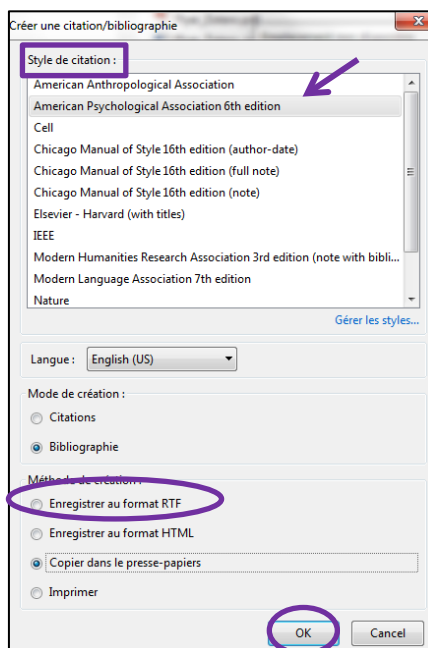 Créer une citation/bibliographie
Style de citation :
American Anthropological Association
American Psychological Association 6th edition
Cell
Chicago Manual of Style 16th edition (author-date)
Chicago Manual of Style 16th edition (full note)
Chicago Manual of Style 16th edition (note)
Elsevier - Harvard (with titles)
IEEE
Modern Humanities Research Association 3rd edition (note with bibli...
Modern Language Association 7th edition
Nature
Gérer les styles...
Langue : English (US)
Mode de création :
Citations
Bibliographie
Méthode de création :
Enregistrer au format RTF
Enregistrer au format HTML
Copier dans le presse-papiers
Imprimer
OK Cancel